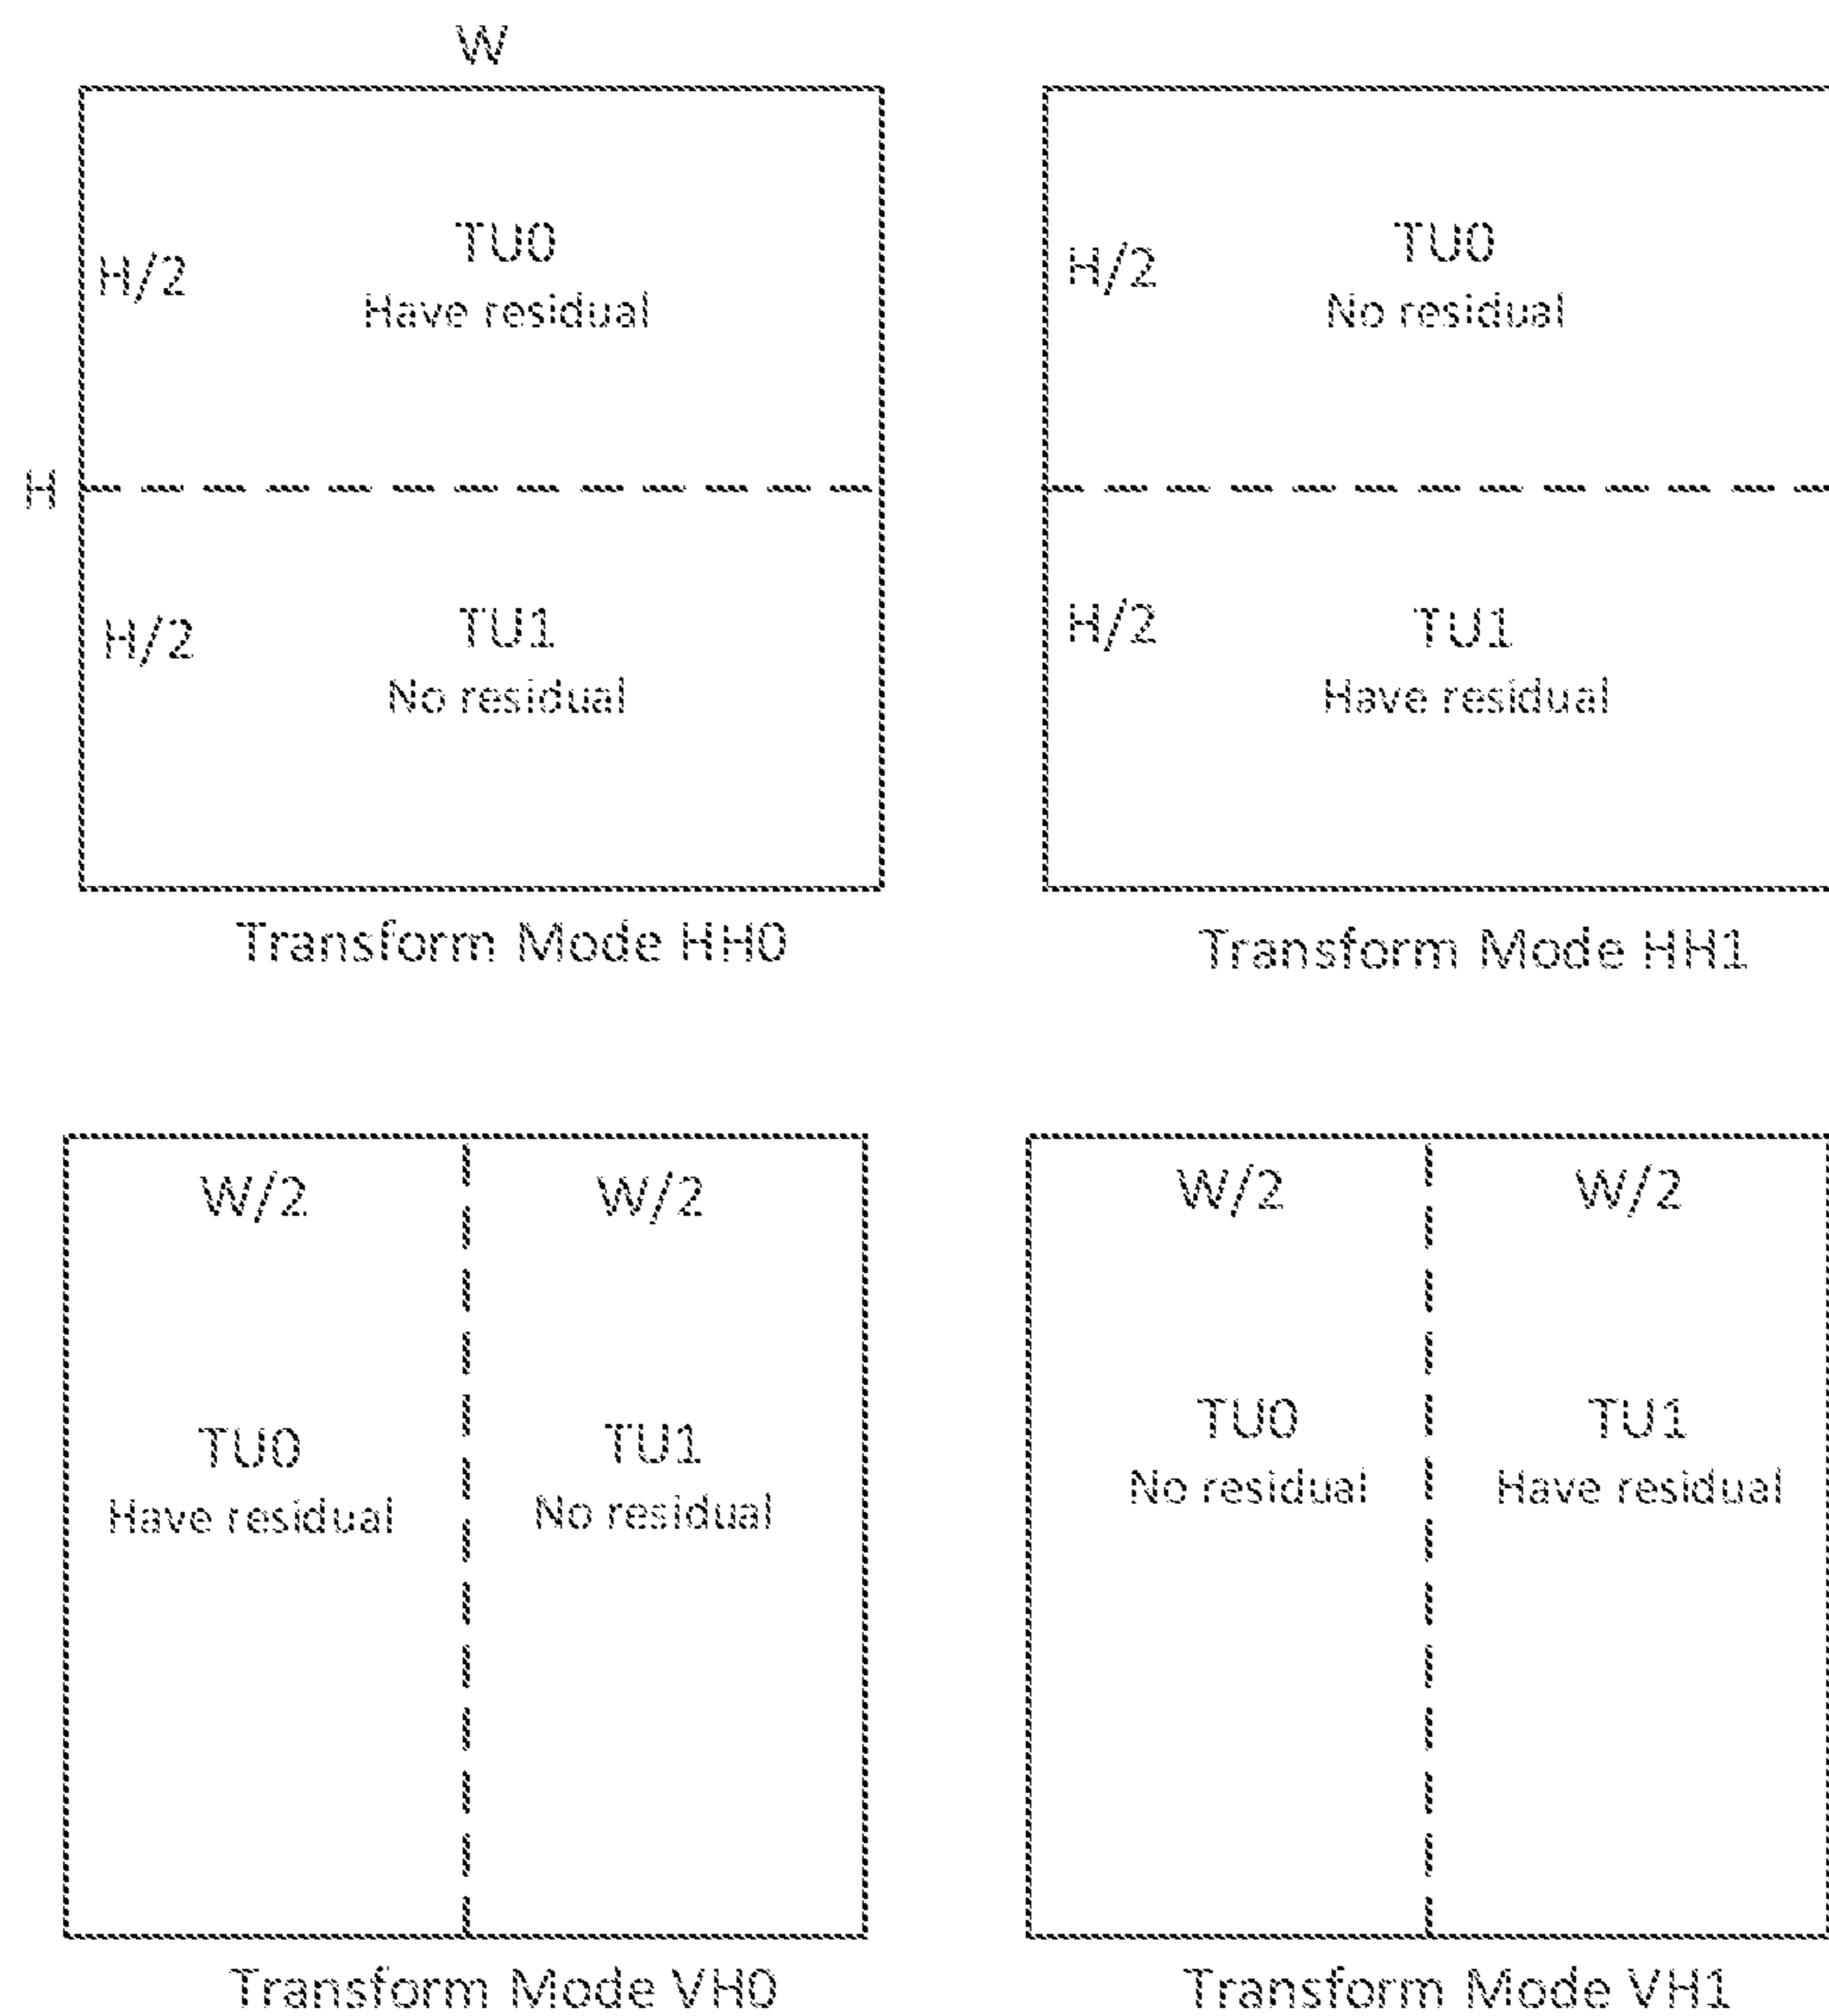 W
H/2
TU0
Have residual
H
H/2
TU1
No residual
Transform Mode HH0
H/2
TU0
No residual
H/2
TU1
Have residual
Transform Mode HH1
W/2
W/2
TU0
Have residual
TU1
No residual
Transform Mode VH0
W/2
W/2
TU0
No residual
TU1
Have residual
Transform Mode VH1